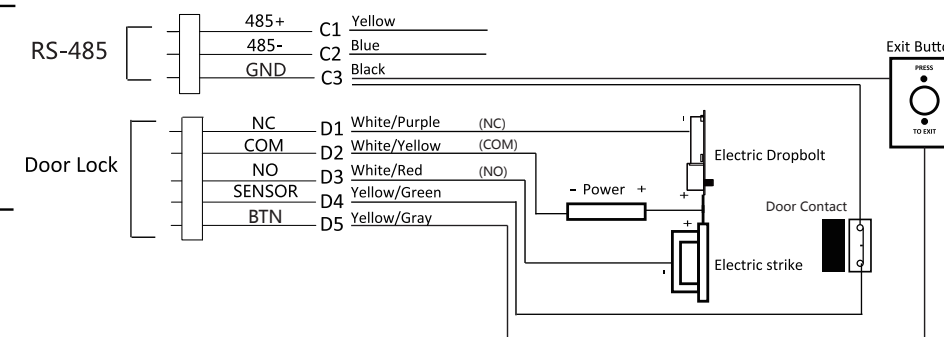 RS-485
485+ C1 Yellow
485- C2 Blue
GND C3 Black
Exit Butto
PRESS
TO EXIT
Door Lock
NC D1 White/Purple (NC)
COM D2 White/Yellow (COM)
NO D3 White/Red (NO)
SENSOR D4 Yellow/Green
BTN D5 Yellow/Gray
Electric Dropbolt
- Power +
+
Door Contact
+
-
Electric strike